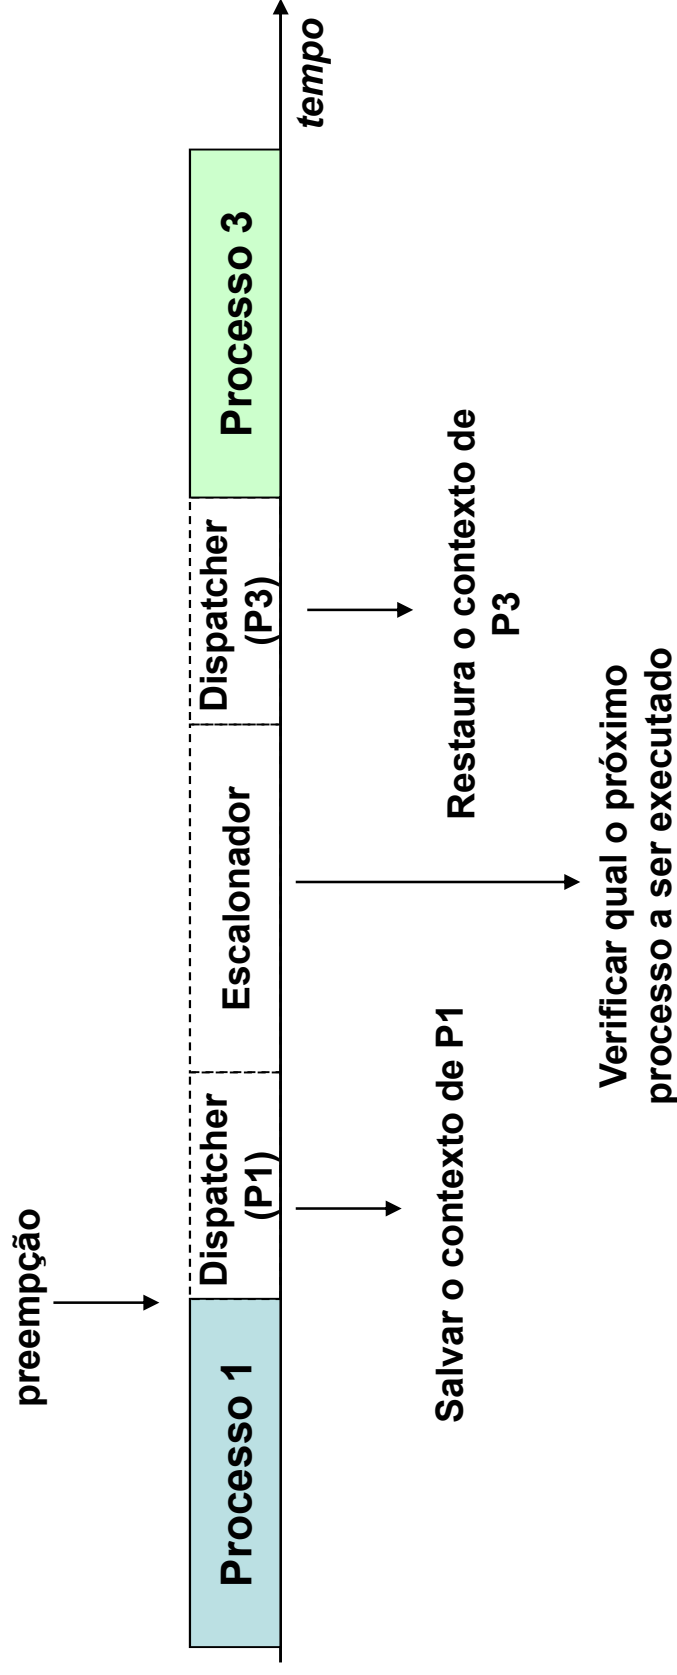 preempção
Processo 1
Dispatcher
(P1)
Escalonador
Dispatcher
(P3)
Processo 3
tempo
Salvar o contexto de P1
Restaura o contexto de
P3
Verificar qual o próximo
processo a ser executado